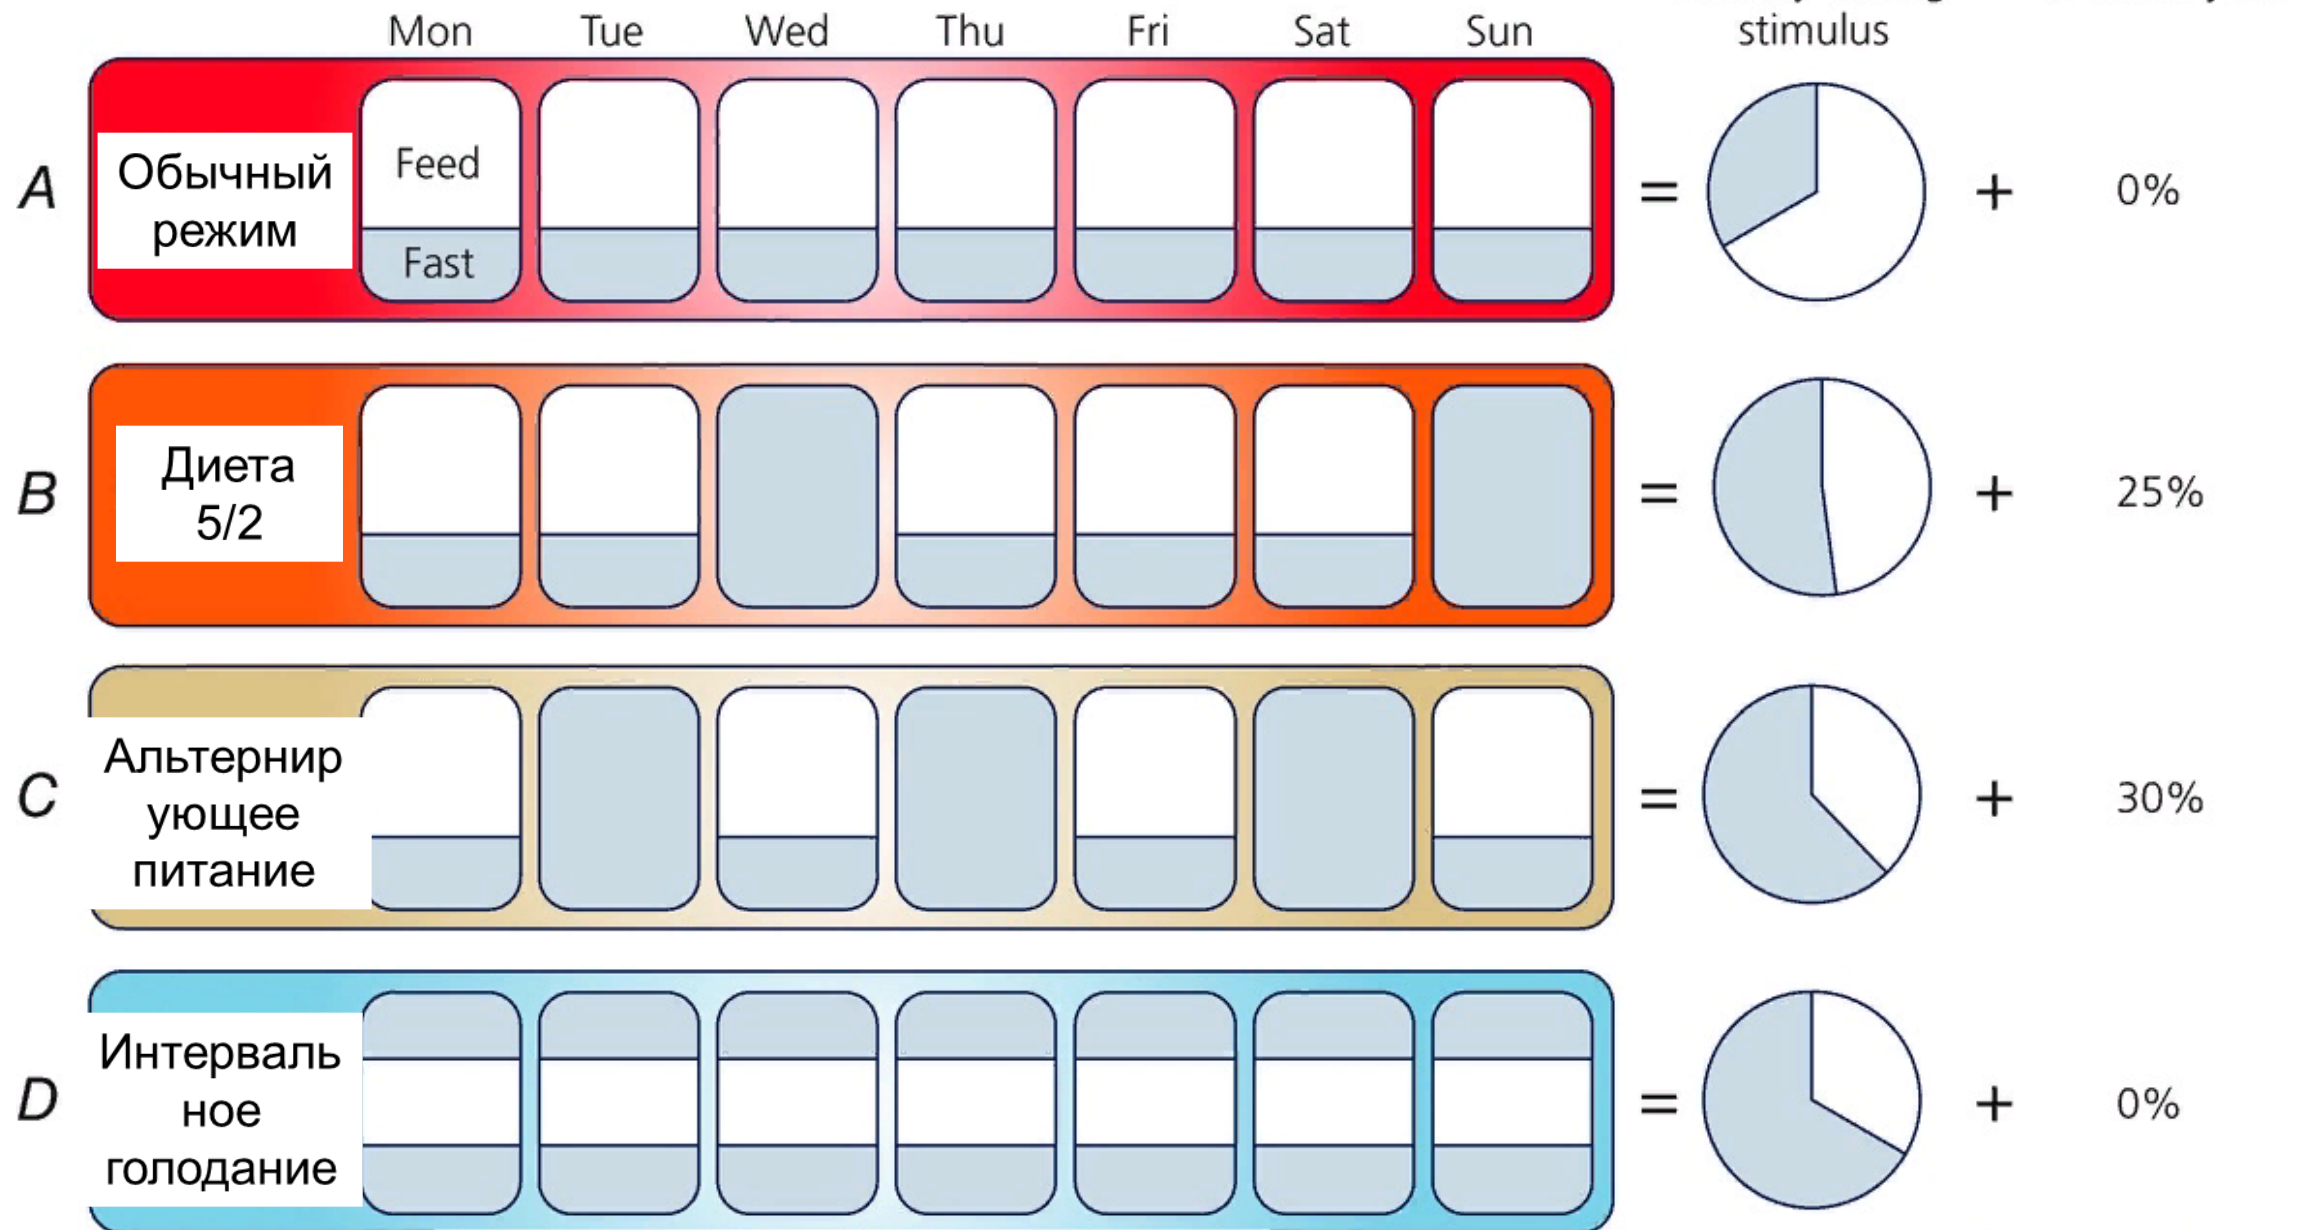 Mon Tue Wed Thu Fri Sat Sun stimulus
A
Обычный
режим
Feed
Fast
= + 0%
B
Диета
5/2
= + 25%
C
Альтернир
ующее
питание
= + 30%
D
Интерваль
ное
голодание
= + 0%